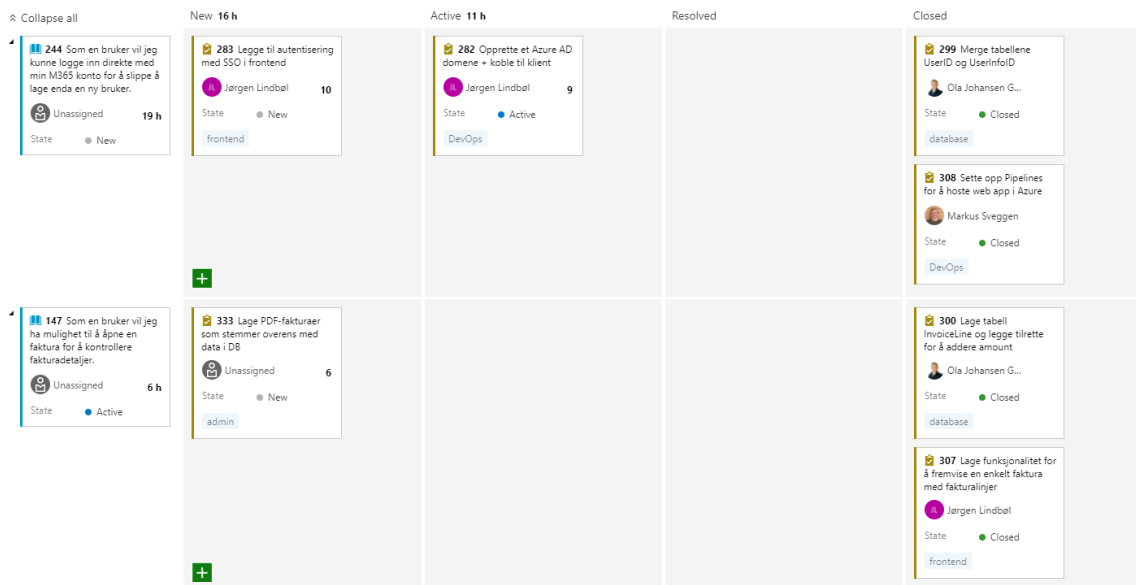 Collapse all
New 16 h
Active 11 h
Resolved
Closed
244 Som en bruker vil jeg
kunne logge inn direkte med
min M365 konto for å slippe å
lage enda en ny bruker.
Unassigned
19 h
State
New
283 Legge til autentisering
med SSO i frontend
JL
Jørgen Lindbøl
10
State
New
frontend
282 Opprette et Azure AD
domene + koble til klient
JL
Jørgen Lindbøl
9
State
Active
DevOps
299 Merge tabellene
UserID og UserInfoID
Ola Johansen G...
State
Closed
database
308 Sette opp Pipelines
for å hoste web app i Azure
Markus Sveggen
State
Closed
DevOps
147 Som en bruker vil jeg
ha mulighet til å åpne en
faktura for å kontrollere
fakturadetaljer.
Unassigned
6 h
State
Active
333 Lage PDF-fakturaer
som stemmer overens med
data i DB
Unassigned
6
State
New
admin
300 Lage tabell
InvoiceLine og legge tilrette
for å addere amount
Ola Johansen G...
State
Closed
database
307 Lage funksjonalitet for
å fremvise en enkelt faktura
med fakturalinjer
JL
Jørgen Lindbøl
State
Closed
frontend